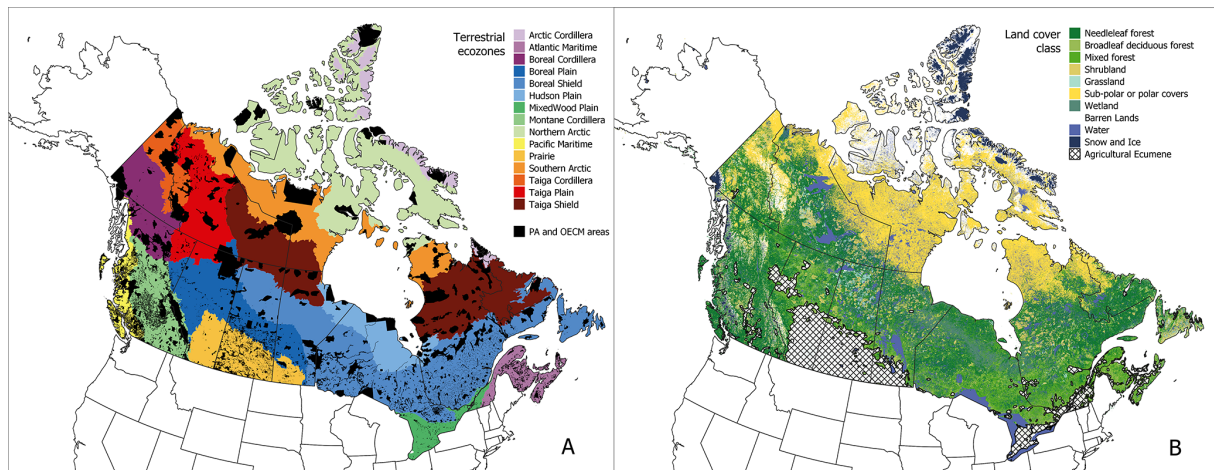 Terrestrial
ecozones
Arctic Cordillera
Atlantic Maritime
Boreal Cordillera
Boreal Plain
Boreal Shield
Hudson Plain
MixedWood Plain
Montane Cordillera
Northern Arctic
Pacific Maritime
Prairie
Southern Arctic
Taiga Cordillera
Taiga Plain
Taiga Shield
PA and OECM areas
A
Land cover
class
Needleleaf forest
Broadleaf deciduous forest
Mixed forest
Shrubland
Grassland
Sub-polar or polar covers
Wetland
Barren Lands
Water
Snow and Ice
Agricultural Ecumene
B